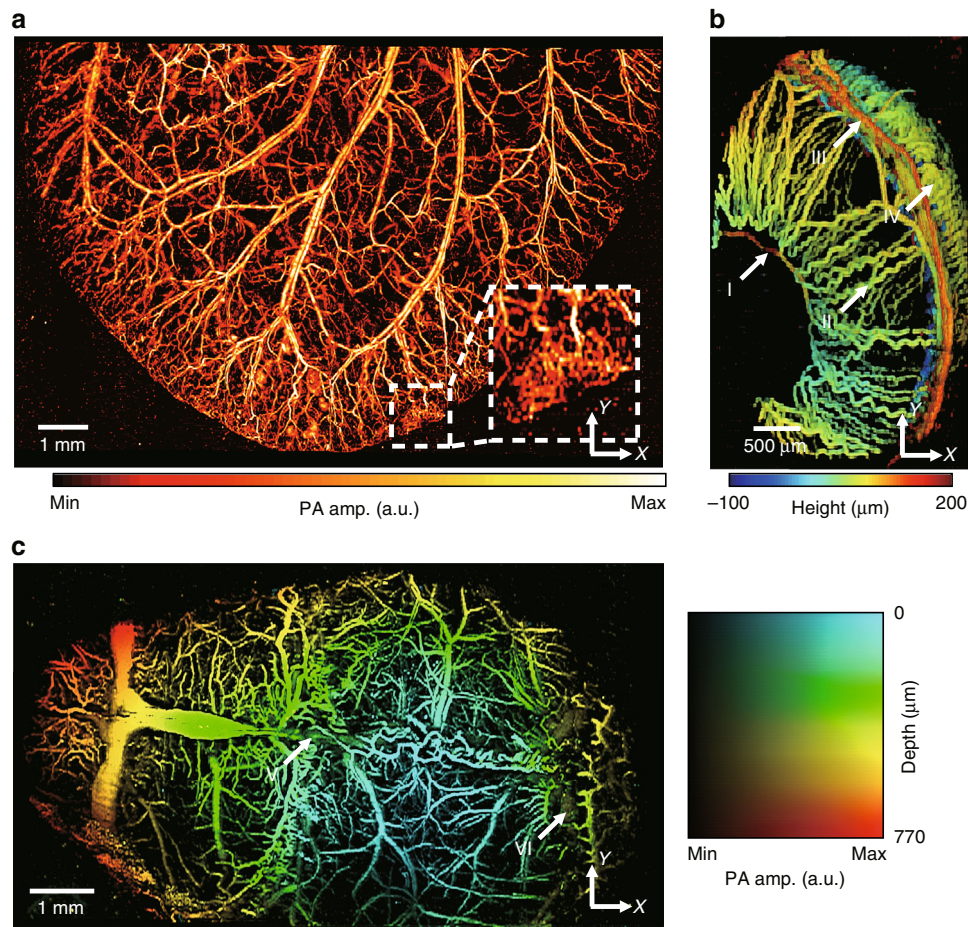 a
1 mm
Y
X
Min
Max
PA amp. (a.u.)
b
III
IV
I
II
500 μm
Y
X
–100
200
Height (μm)
c
V
VI
1 mm
Y
X
0
Depth (μm)
770
Min
Max
PA amp. (a.u.)